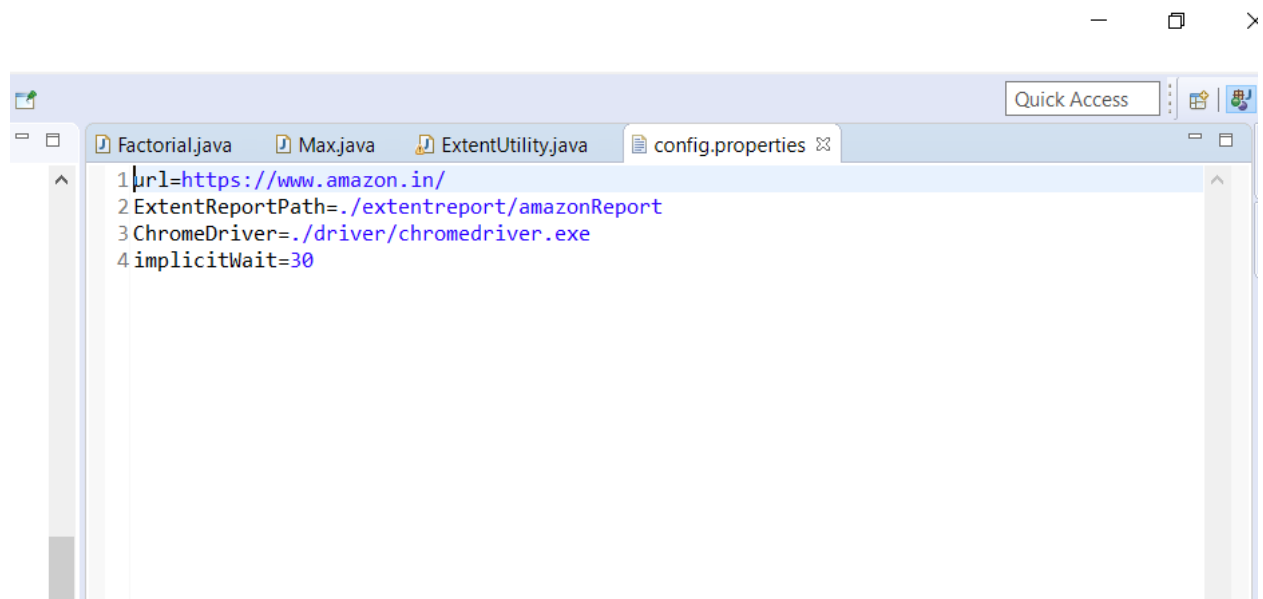 Quick Access
Factorial.java Max.java ExtentUtility.java config.properties
1 url=https://www.amazon.in/
2 ExtentReportPath=./extentreport/amazonReport
3 ChromeDriver=./driver/chromedriver.exe
4 implicitWait=30